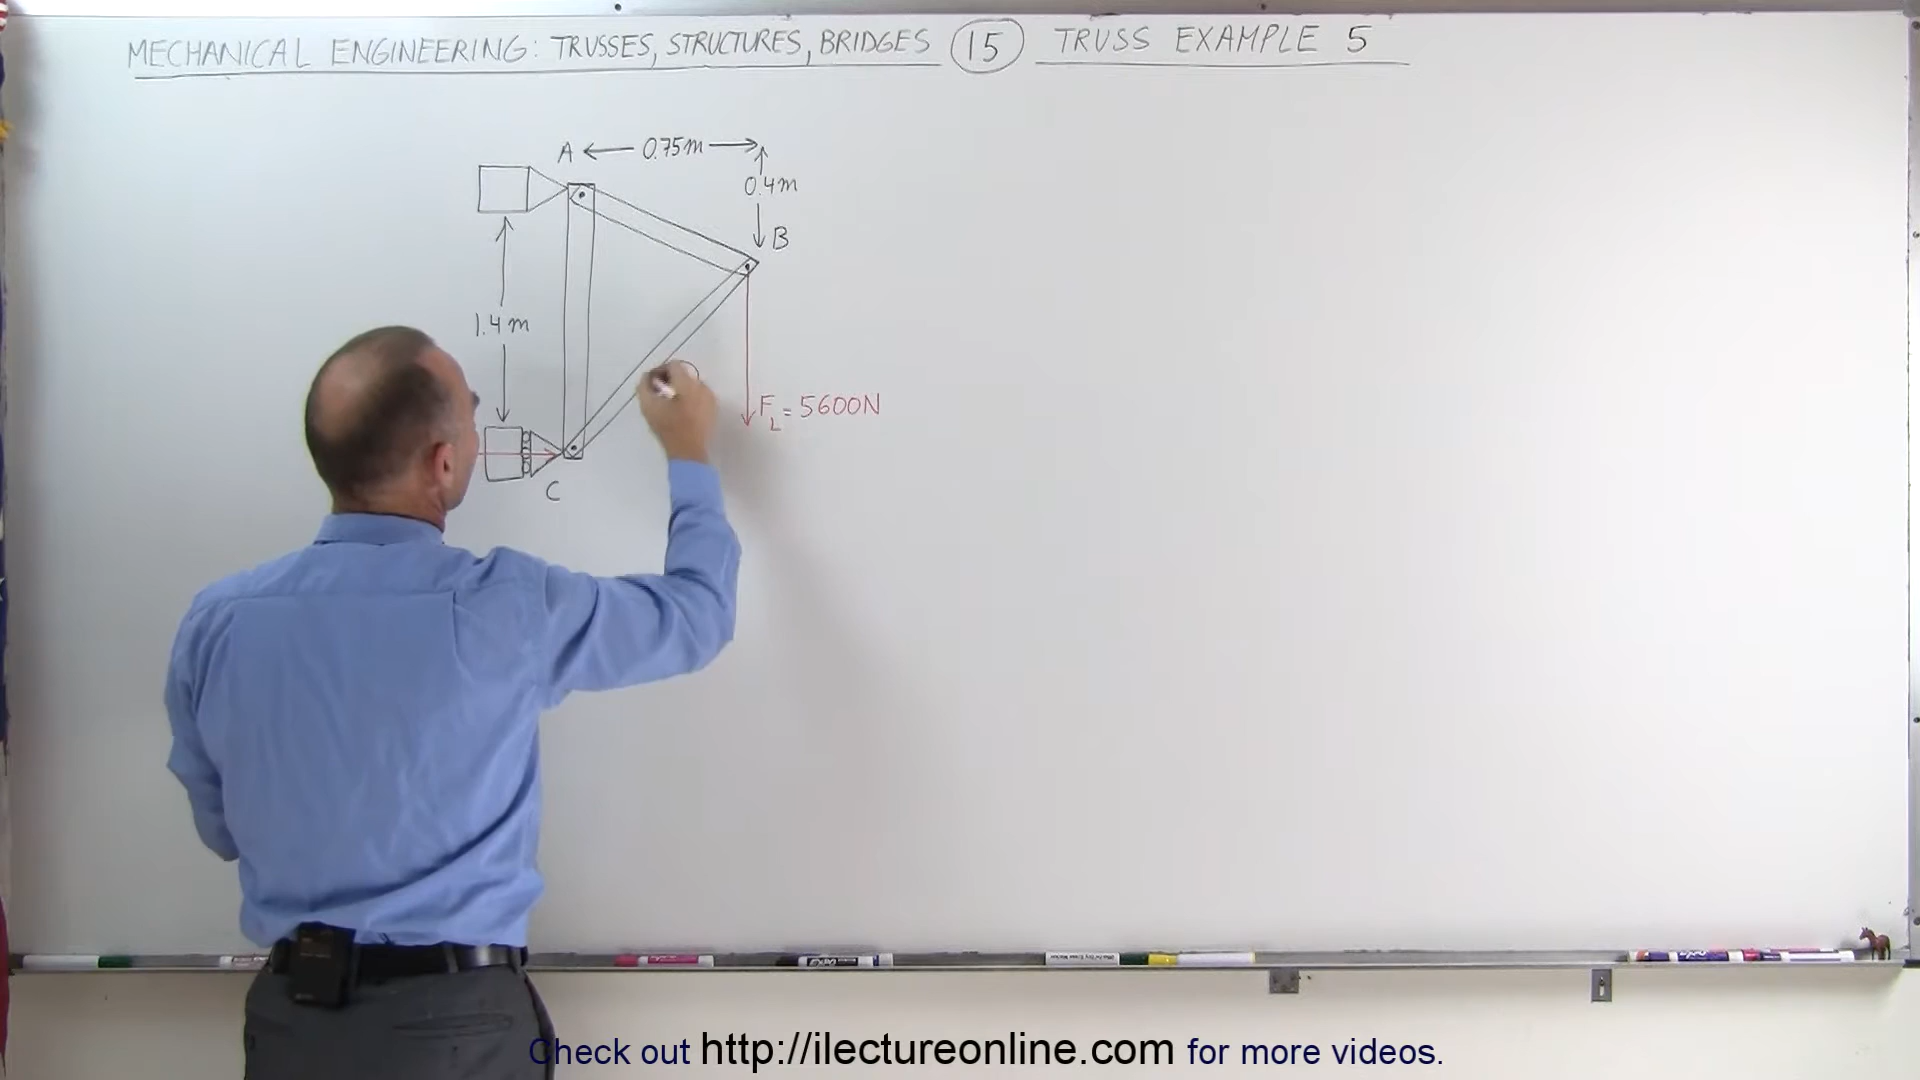 MECHANICAL ENGINEERING: TRUSSES, STRUCTURES, BRIDGES 15 TRUSS EXAMPLE 5
A 0.75m
0.4m
B
1.4m
F_L = 5600N
C
Check out http://ilectureonline.com for more videos.